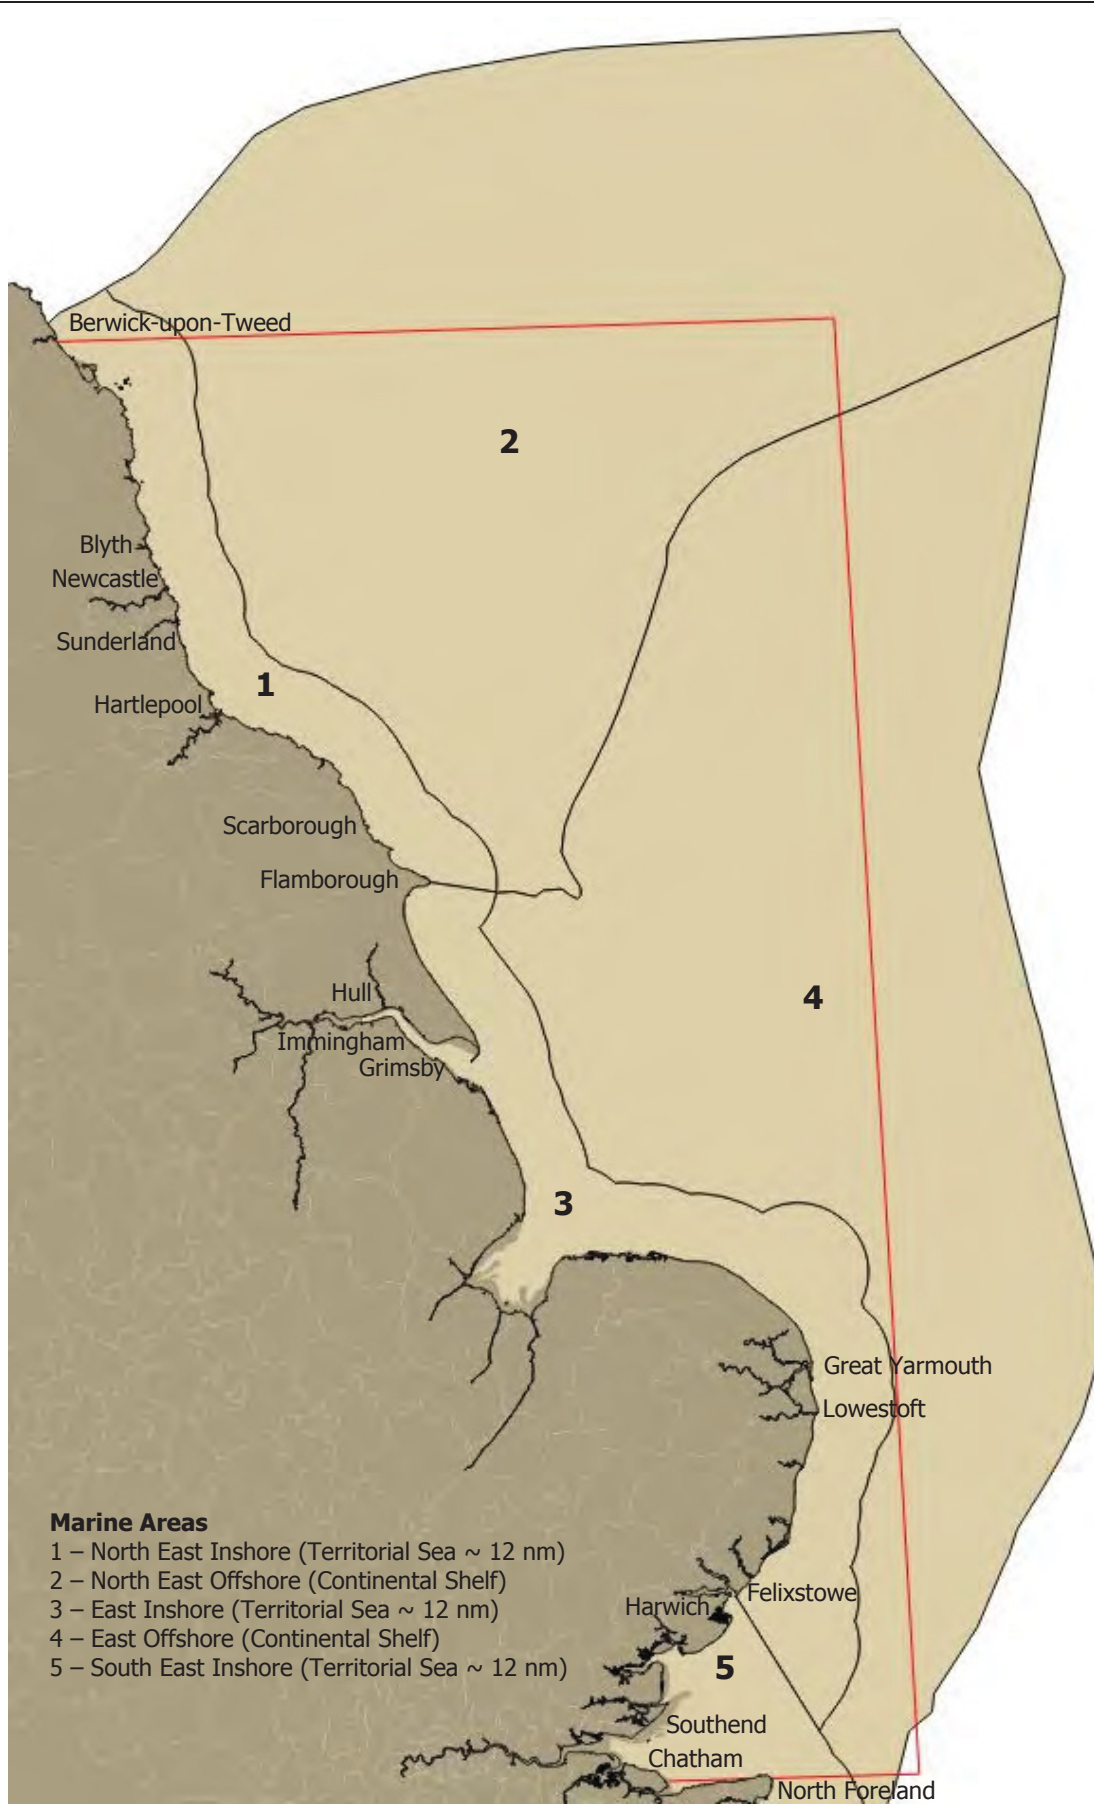 Berwick-upon-Tweed
2
Blyth
Newcastle
Sunderland
1
Hartlepool
Scarborough
Flamborough
Hull
4
Immingham
Grimsby
3
Great Yarmouth
Lowestoft
Marine Areas
1 – North East Inshore (Territorial Sea ~ 12 nm)
2 – North East Offshore (Continental Shelf)
3 – East Inshore (Territorial Sea ~ 12 nm)
4 – East Offshore (Continental Shelf)
5 – South East Inshore (Territorial Sea ~ 12 nm)
Felixstowe
Harwich
5
Southend
Chatham
North Foreland